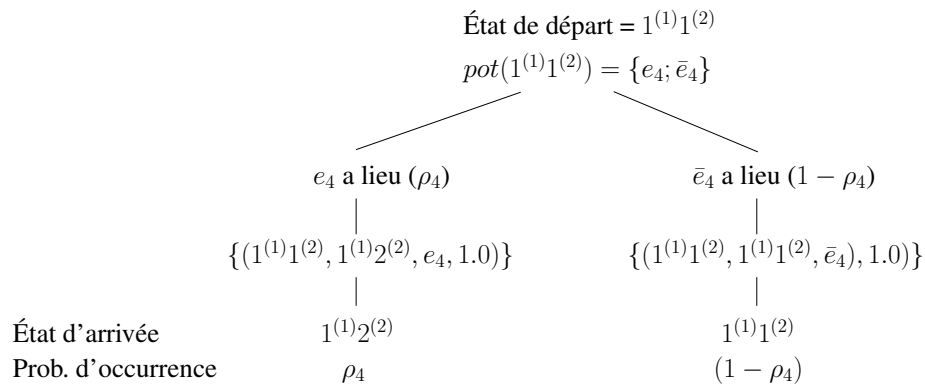 État de départ = 1^{(1)}1^{(2)}
pot(1^{(1)}1^{(2)}) = {e_4; ē_4}
e_4 a lieu (ρ_4) ē_4 a lieu (1 − ρ_4)
{(1^{(1)}1^{(2)}, 1^{(1)}2^{(2)}, e_4, 1.0)} {(1^{(1)}1^{(2)}, 1^{(1)}1^{(2)}, ē_4), 1.0)}
État d'arrivée 1^{(1)}2^{(2)} 1^{(1)}1^{(2)}
Prob. d'occurrence ρ_4 (1 − ρ_4)